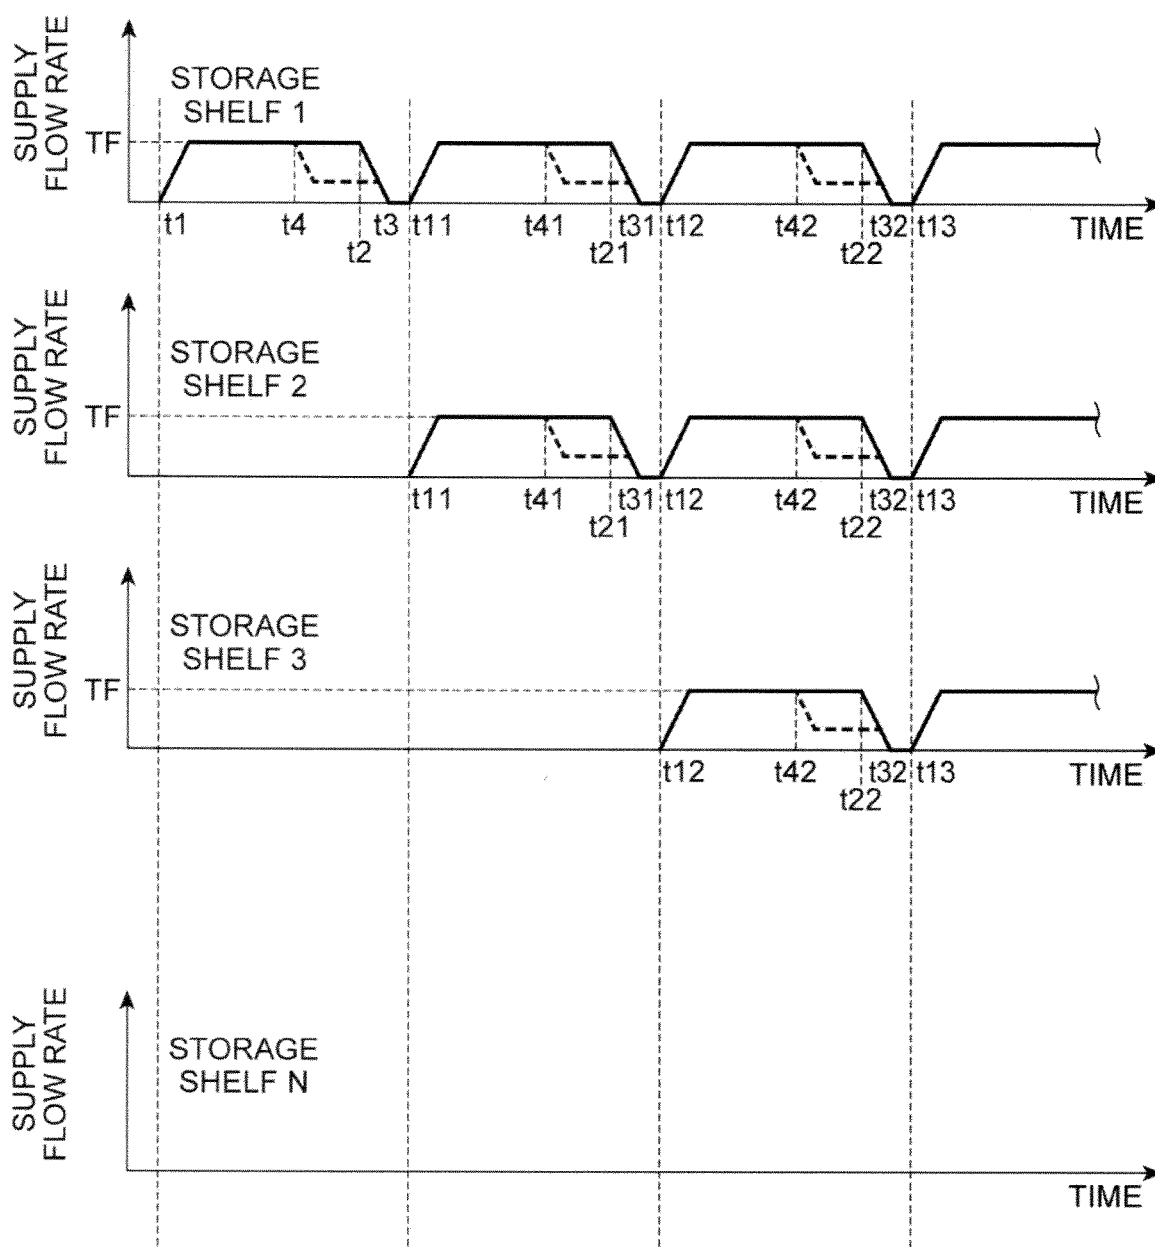 SUPPLY
FLOW RATE
STORAGE
SHELF 1
TF
t1 t4 t3 t11 t41 t31 t12 t42 t32 t13 TIME
t2 t21 t22
SUPPLY
FLOW RATE
STORAGE
SHELF 2
TF
t11 t41 t31 t12 t42 t32 t13 TIME
t21 t22
SUPPLY
FLOW RATE
STORAGE
SHELF 3
TF
t12 t42 t32 t13 TIME
t22
SUPPLY
FLOW RATE
STORAGE
SHELF N
TIME